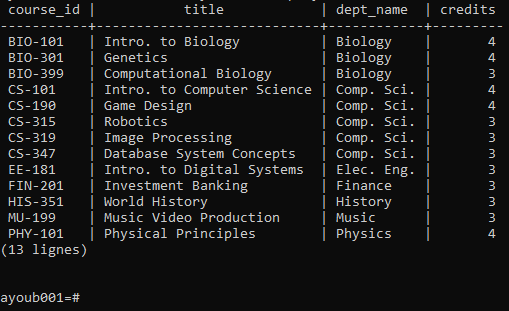 course_id |           title            | dept_name  | credits
-----------+----------------------------+------------+---------
 BIO-101   | Intro. to Biology          | Biology    |       4
 BIO-301   | Genetics                   | Biology    |       4
 BIO-399   | Computational Biology      | Biology    |       3
 CS-101    | Intro. to Computer Science | Comp. Sci. |       4
 CS-190    | Game Design                | Comp. Sci. |       4
 CS-315    | Robotics                   | Comp. Sci. |       3
 CS-319    | Image Processing           | Comp. Sci. |       3
 CS-347    | Database System Concepts   | Comp. Sci. |       3
 EE-181    | Intro. to Digital Systems  | Elec. Eng. |       3
 FIN-201   | Investment Banking         | Finance    |       3
 HIS-351   | World History              | History    |       3
 MU-199    | Music Video Production     | Music      |       3
 PHY-101   | Physical Principles        | Physics    |       4
(13 lignes)
ayoub001=#